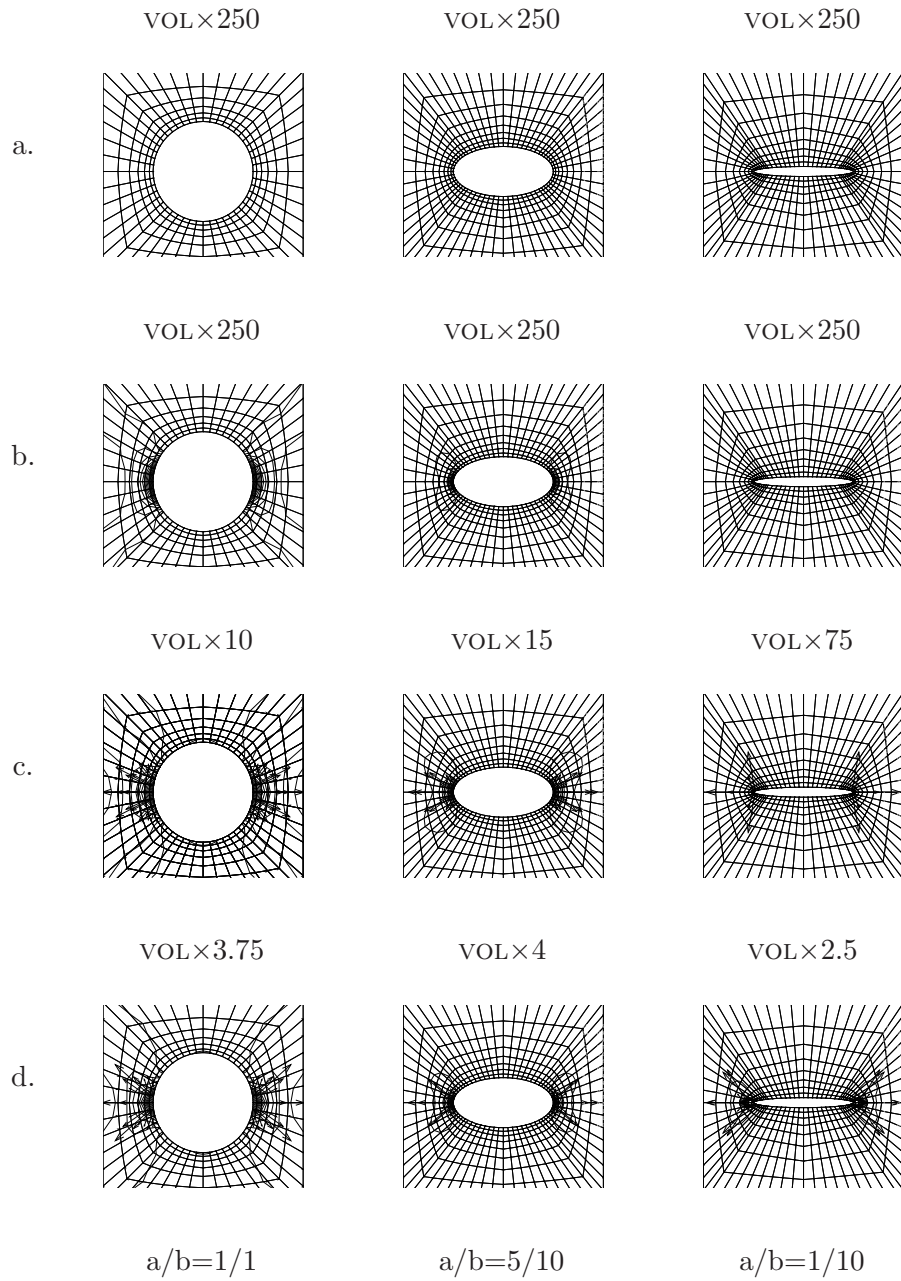 VOL×250 VOL×250 VOL×250
a.
VOL×250 VOL×250 VOL×250
b.
VOL×10 VOL×15 VOL×75
c.
VOL×3.75 VOL×4 VOL×2.5
d.
a/b=1/1 a/b=5/10 a/b=1/10